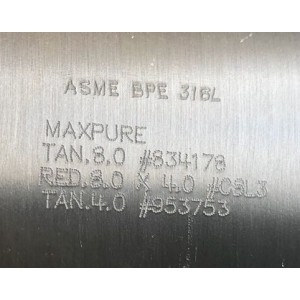 ASME BPE 316L
MAXPURE
TAN.8.0 #834178
RED.8.0 X 4.0 #C8L3
TAN.4.0 #953753